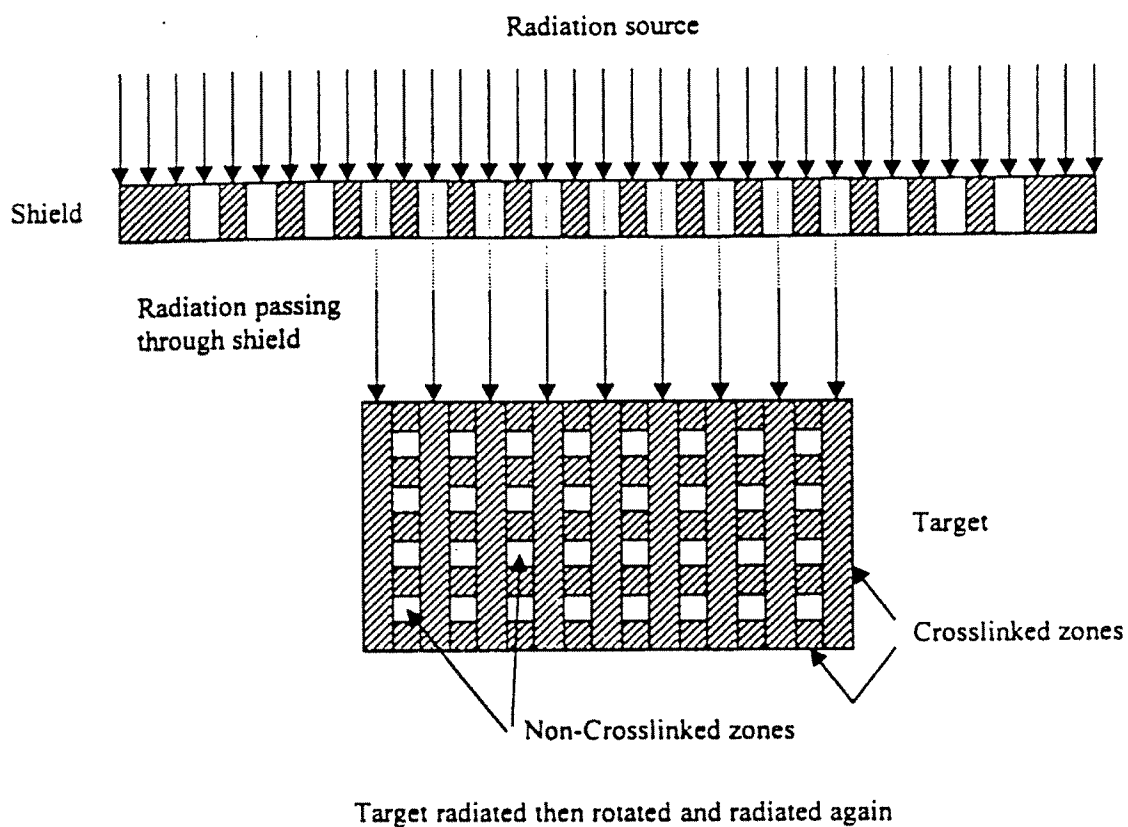 Radiation source
Shield
Radiation passing
through shield
Target
Crosslinked zones
Non-Crosslinked zones
Target radiated then rotated and radiated again